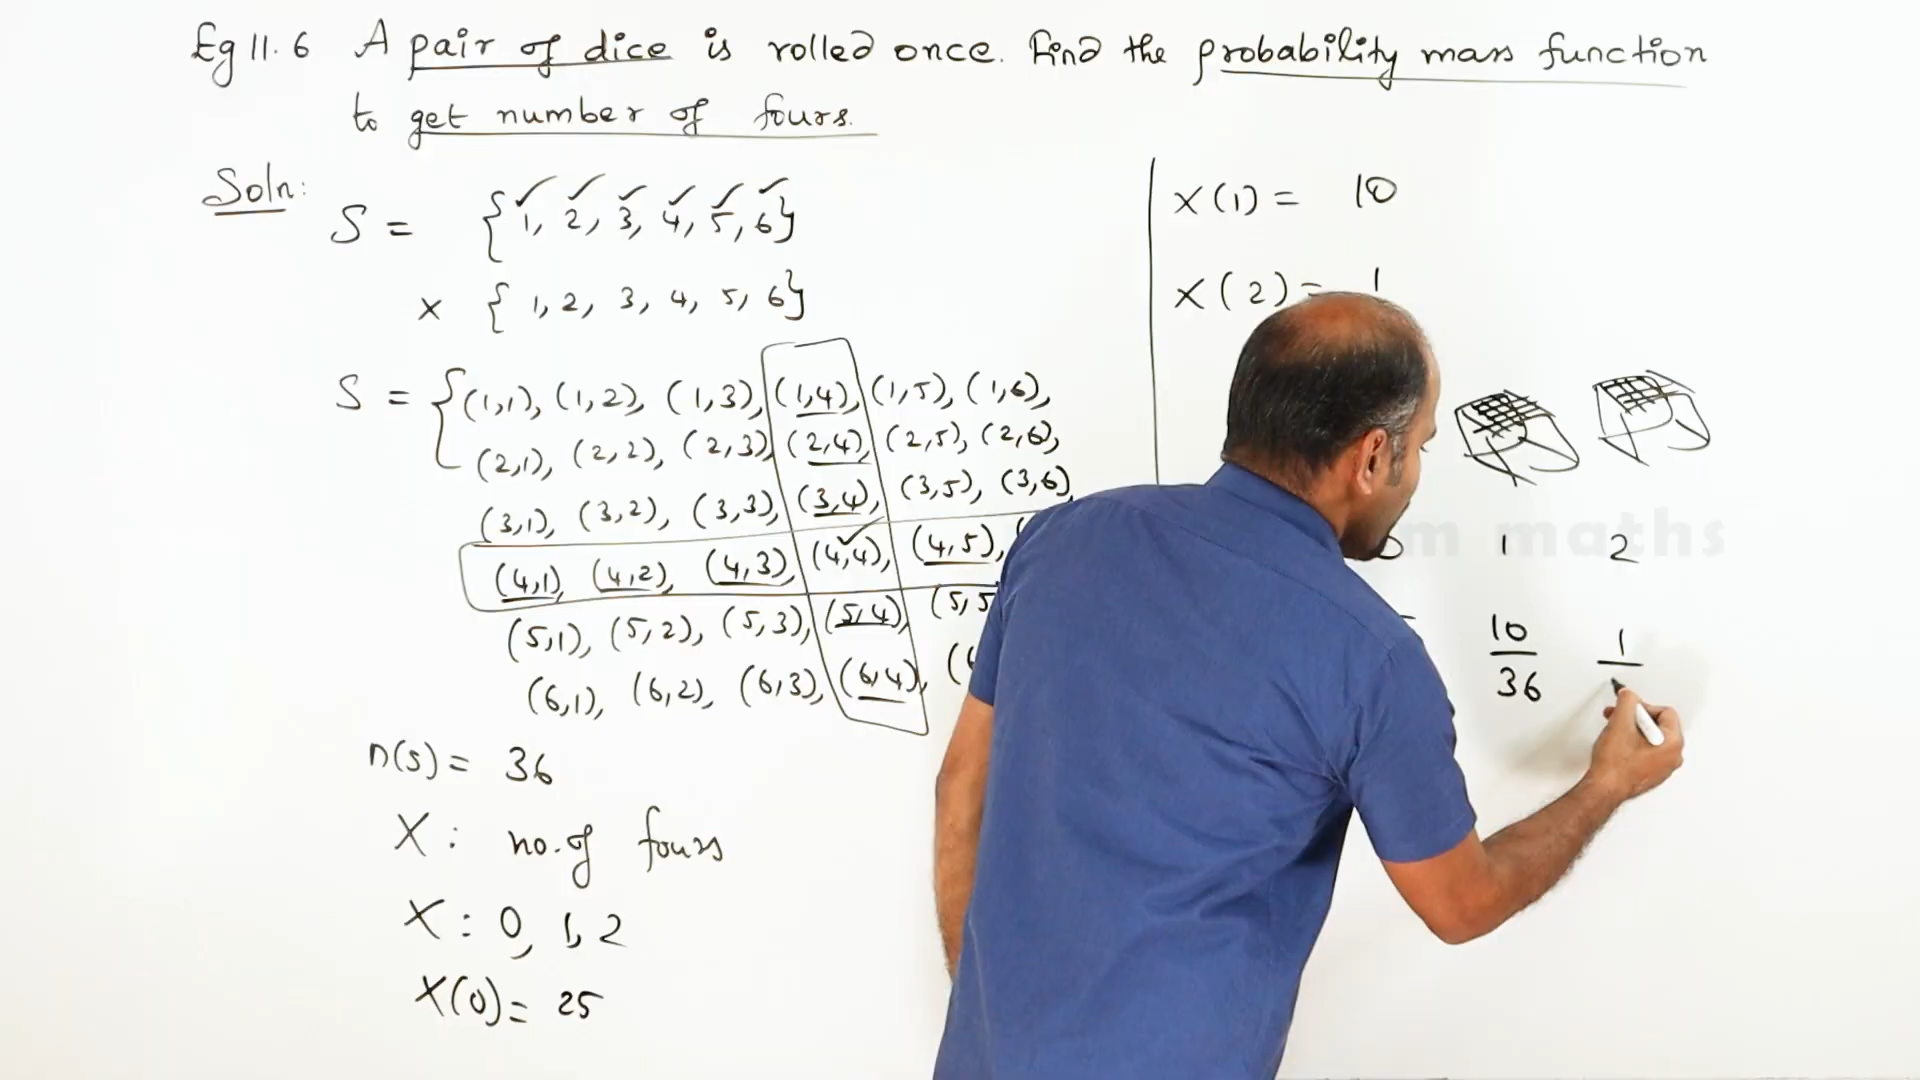 Eg 11.6 A pair of dice is rolled once. Find the probability mass function
to get number of fours.
Soln:
S = {1, 2, 3, 4, 5, 6}
× {1, 2, 3, 4, 5, 6}
S = {(1,1), (1,2), (1,3), (1,4), (1,5), (1,6),
(2,1), (2,2), (2,3), (2,4), (2,5), (2,6),
(3,1), (3,2), (3,3), (3,4), (3,5), (3,6),
(4,1), (4,2), (4,3), (4,4), (4,5),
(5,1), (5,2), (5,3), (5,4), (5,5
(6,1), (6,2), (6,3), (6,4), (
n(s) = 36
X : no. of fours
X : 0, 1, 2
X(0) = 25
X(1) = 10
X(2) = 1
m maths
1 2
10/36 1